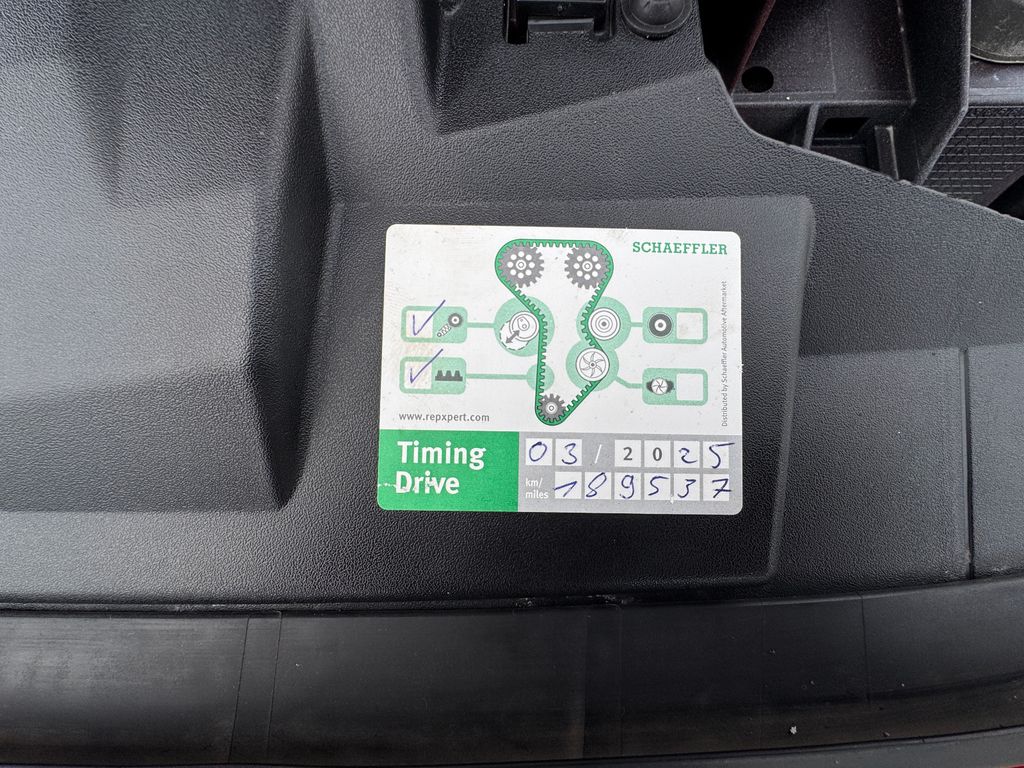 SCHAEFFLER
Distributed by Schaeffler Automotive Aftermarket
www.repxpert.com
Timing
Drive
03 / 2025
km/
miles
189537